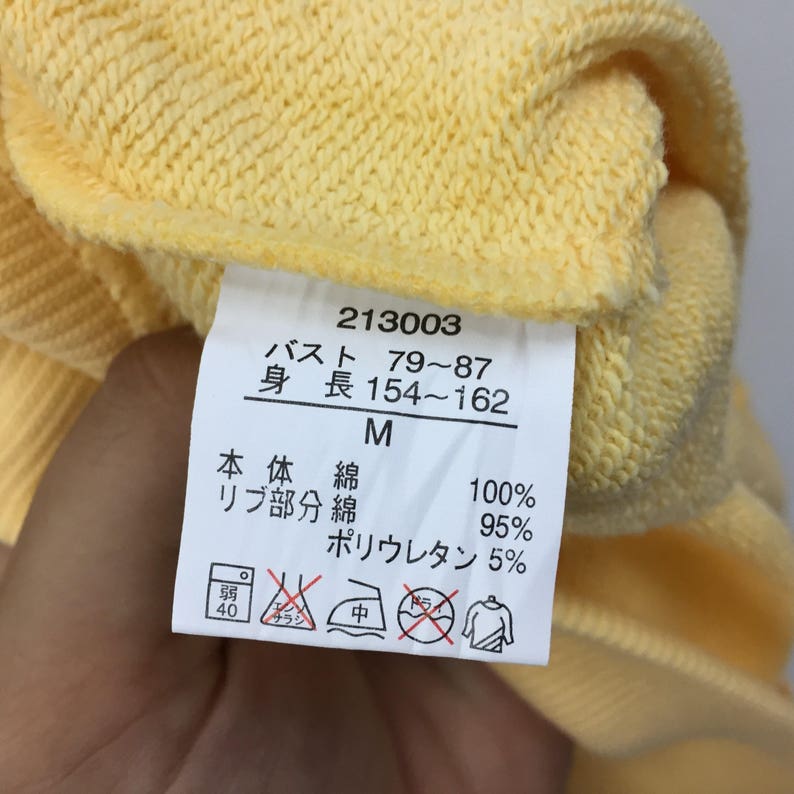 213003
バスト 79～87
身長 154～162
M
本体 綿 100%
リブ部分 綿 95%
ポリウレタン 5%
弱 40
エンソ サラシ
中
ドライ